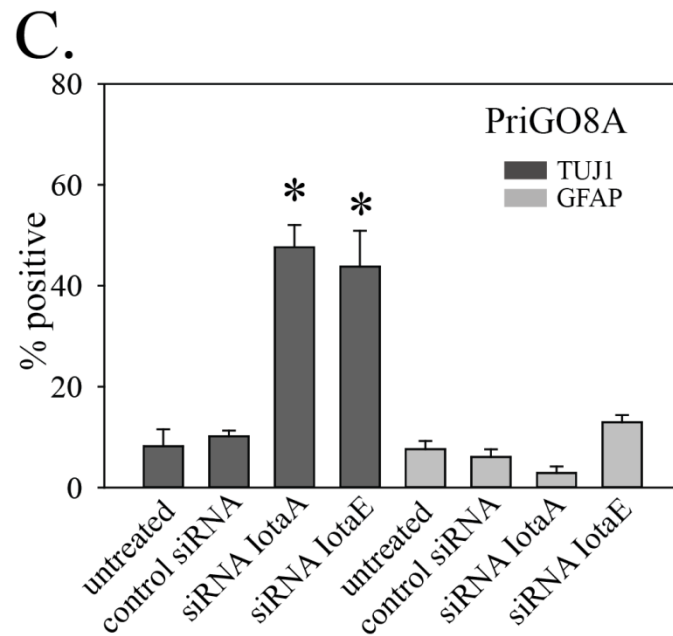 C.
80
60
40
20
0
% positive
PriGO8A
TUJ1
GFAP
*
*
untreated
control siRNA
siRNA IotaA
siRNA IotaE
untreated
control siRNA
siRNA IotaA
siRNA IotaE